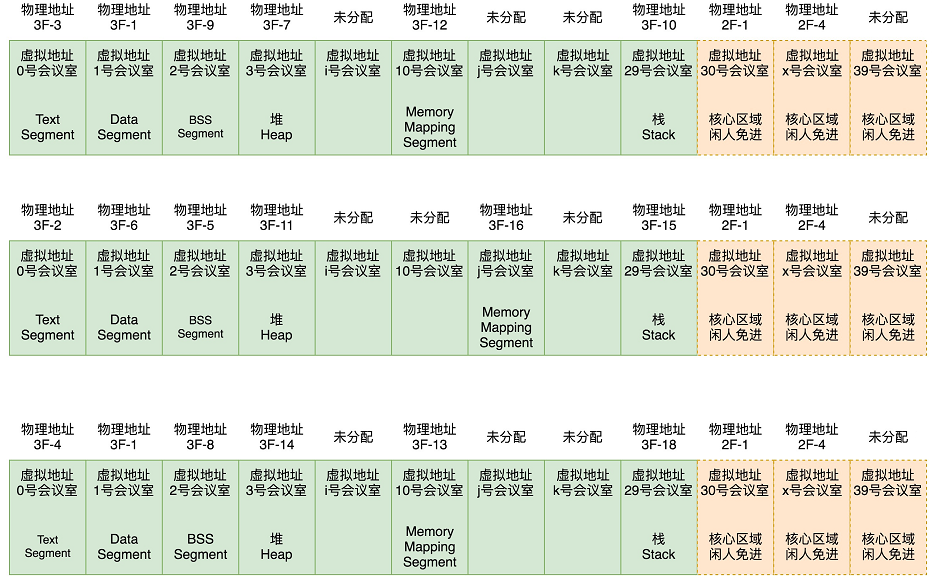 物理地址 物理地址 物理地址 物理地址 未分配 物理地址 未分配 未分配 物理地址 物理地址 物理地址 未分配
3F-3 3F-1 3F-9 3F-7 3F-12 3F-10 2F-1 2F-4
虚拟地址 虚拟地址 虚拟地址 虚拟地址 虚拟地址 虚拟地址 虚拟地址 虚拟地址 虚拟地址 虚拟地址 虚拟地址 虚拟地址
0号会议室 1号会议室 2号会议室 3号会议室 i号会议室 10号会议室 j号会议室 k号会议室 29号会议室 30号会议室 x号会议室 39号会议室
Text Data BSS 堆 Memory 栈 核心区域 核心区域 核心区域
Segment Segment Segment Heap Mapping Stack 闲人免进 闲人免进 闲人免进
Segment
物理地址 物理地址 物理地址 物理地址 未分配 未分配 物理地址 未分配 物理地址 物理地址 物理地址 未分配
3F-2 3F-6 3F-5 3F-11 3F-16 3F-15 2F-1 2F-4
虚拟地址 虚拟地址 虚拟地址 虚拟地址 虚拟地址 虚拟地址 虚拟地址 虚拟地址 虚拟地址 虚拟地址 虚拟地址 虚拟地址
0号会议室 1号会议室 2号会议室 3号会议室 i号会议室 10号会议室 j号会议室 k号会议室 29号会议室 30号会议室 x号会议室 39号会议室
Text Data BSS 堆 Memory 栈 核心区域 核心区域 核心区域
Segment Segment Segment Heap Mapping Stack 闲人免进 闲人免进 闲人免进
Segment
物理地址 物理地址 物理地址 物理地址 未分配 物理地址 未分配 未分配 物理地址 物理地址 物理地址 未分配
3F-4 3F-1 3F-8 3F-14 3F-13 3F-18 2F-1 2F-4
虚拟地址 虚拟地址 虚拟地址 虚拟地址 虚拟地址 虚拟地址 虚拟地址 虚拟地址 虚拟地址 虚拟地址 虚拟地址 虚拟地址
0号会议室 1号会议室 2号会议室 3号会议室 i号会议室 10号会议室 j号会议室 k号会议室 29号会议室 30号会议室 x号会议室 39号会议室
Text Data BSS 堆 Memory 栈 核心区域 核心区域 核心区域
Segment Segment Segment Heap Mapping Stack 闲人免进 闲人免进 闲人免进
Segment